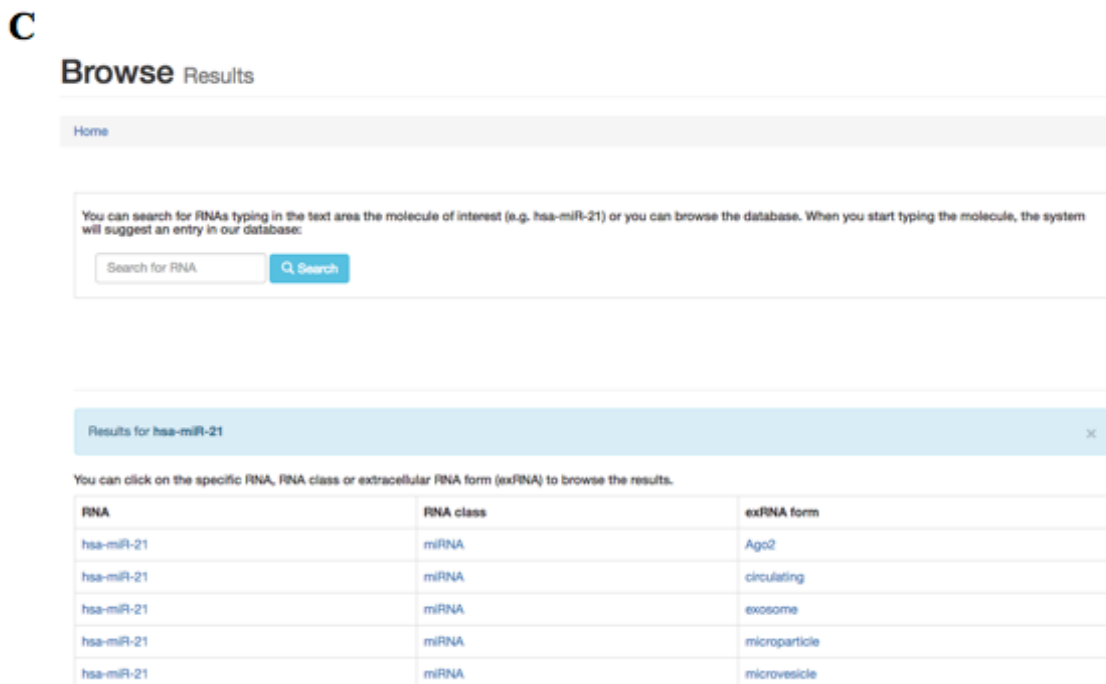 C
Browse Results
Home
You can search for RNAs typing in the text area the molecule of interest (e.g. hsa-miR-21) or you can browse the database. When you start typing the molecule, the system
will suggest an entry in our database:
Search for RNA Search
Results for hsa-miR-21 ×
You can click on the specific RNA, RNA class or extracellular RNA form (exRNA) to browse the results.
RNA RNA class exRNA form
hsa-miR-21 miRNA Ago2
hsa-miR-21 miRNA circulating
hsa-miR-21 miRNA exosome
hsa-miR-21 miRNA microparticle
hsa-miR-21 miRNA microvesicle